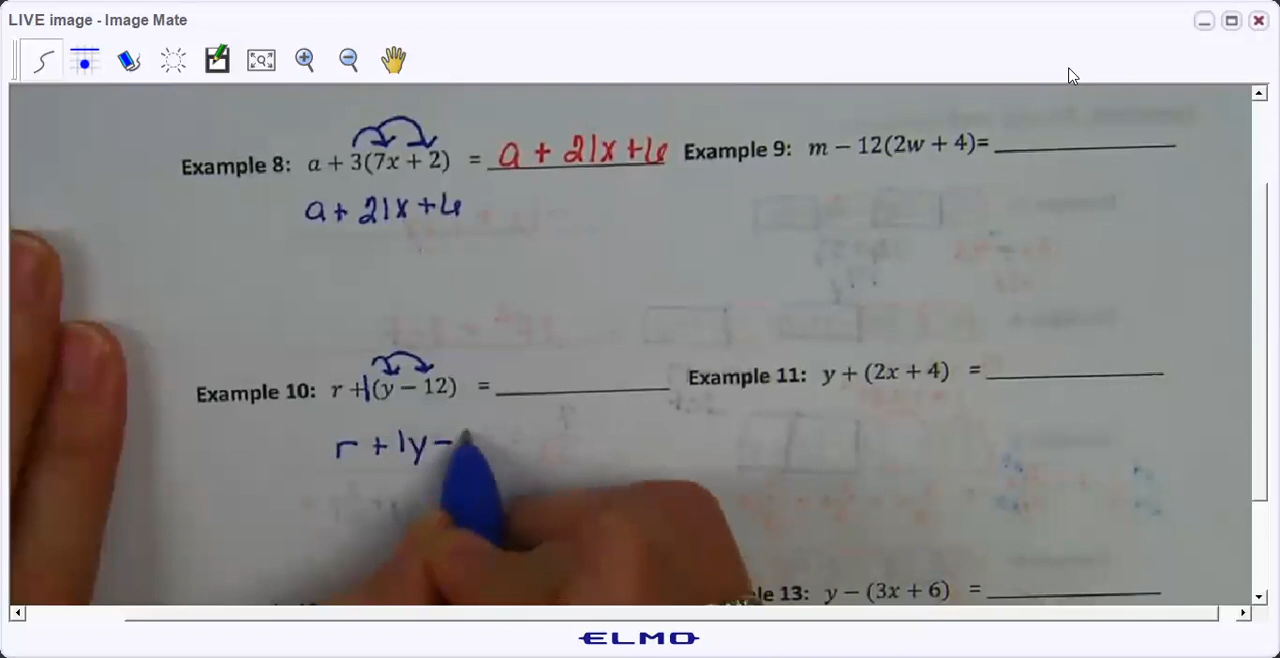 LIVE image - Image Mate
Example 8: a + 3(7x + 2) = a + 21x + 6
Example 9: m − 12(2w + 4)=
a + 21x + 6
Example 10: r + 1(y − 12) =
Example 11: y + (2x + 4) =
r + 1y −
13: y − (3x + 6) =
ELMO